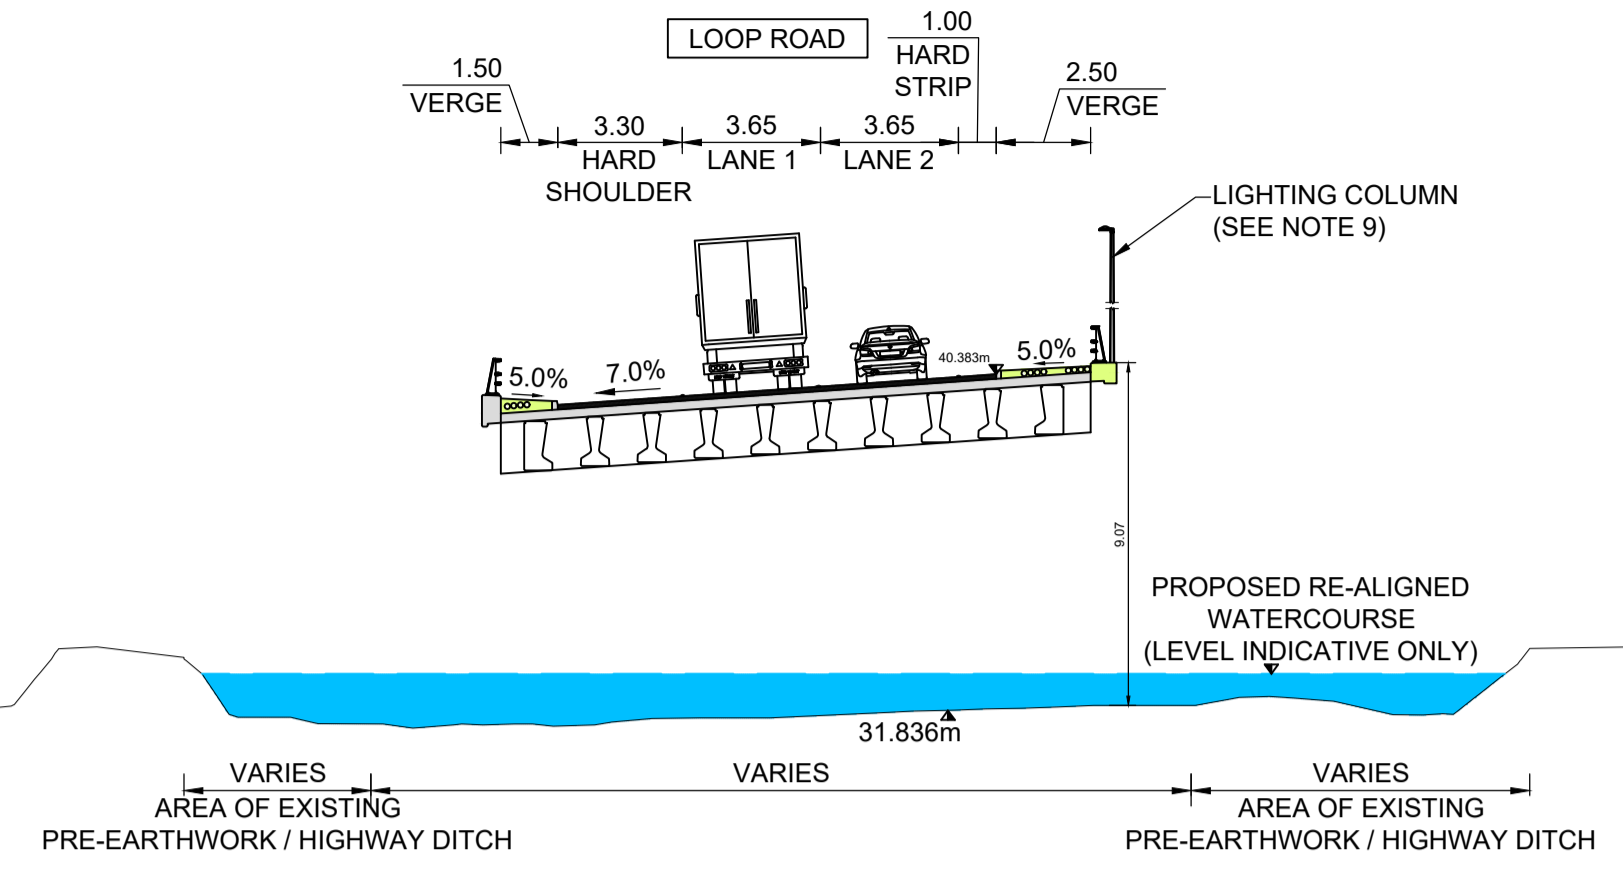 LOOP ROAD
1.00
HARD
STRIP
1.50
VERGE
2.50
VERGE
3.30
HARD
SHOULDER
3.65
LANE 1
3.65
LANE 2
LIGHTING COLUMN
(SEE NOTE 9)
5.0%
7.0%
40.383m
5.0%
9.07
PROPOSED RE-ALIGNED
WATERCOURSE
(LEVEL INDICATIVE ONLY)
31.836m
VARIES
AREA OF EXISTING
PRE-EARTHWORK / HIGHWAY DITCH
VARIES
VARIES
AREA OF EXISTING
PRE-EARTHWORK / HIGHWAY DITCH